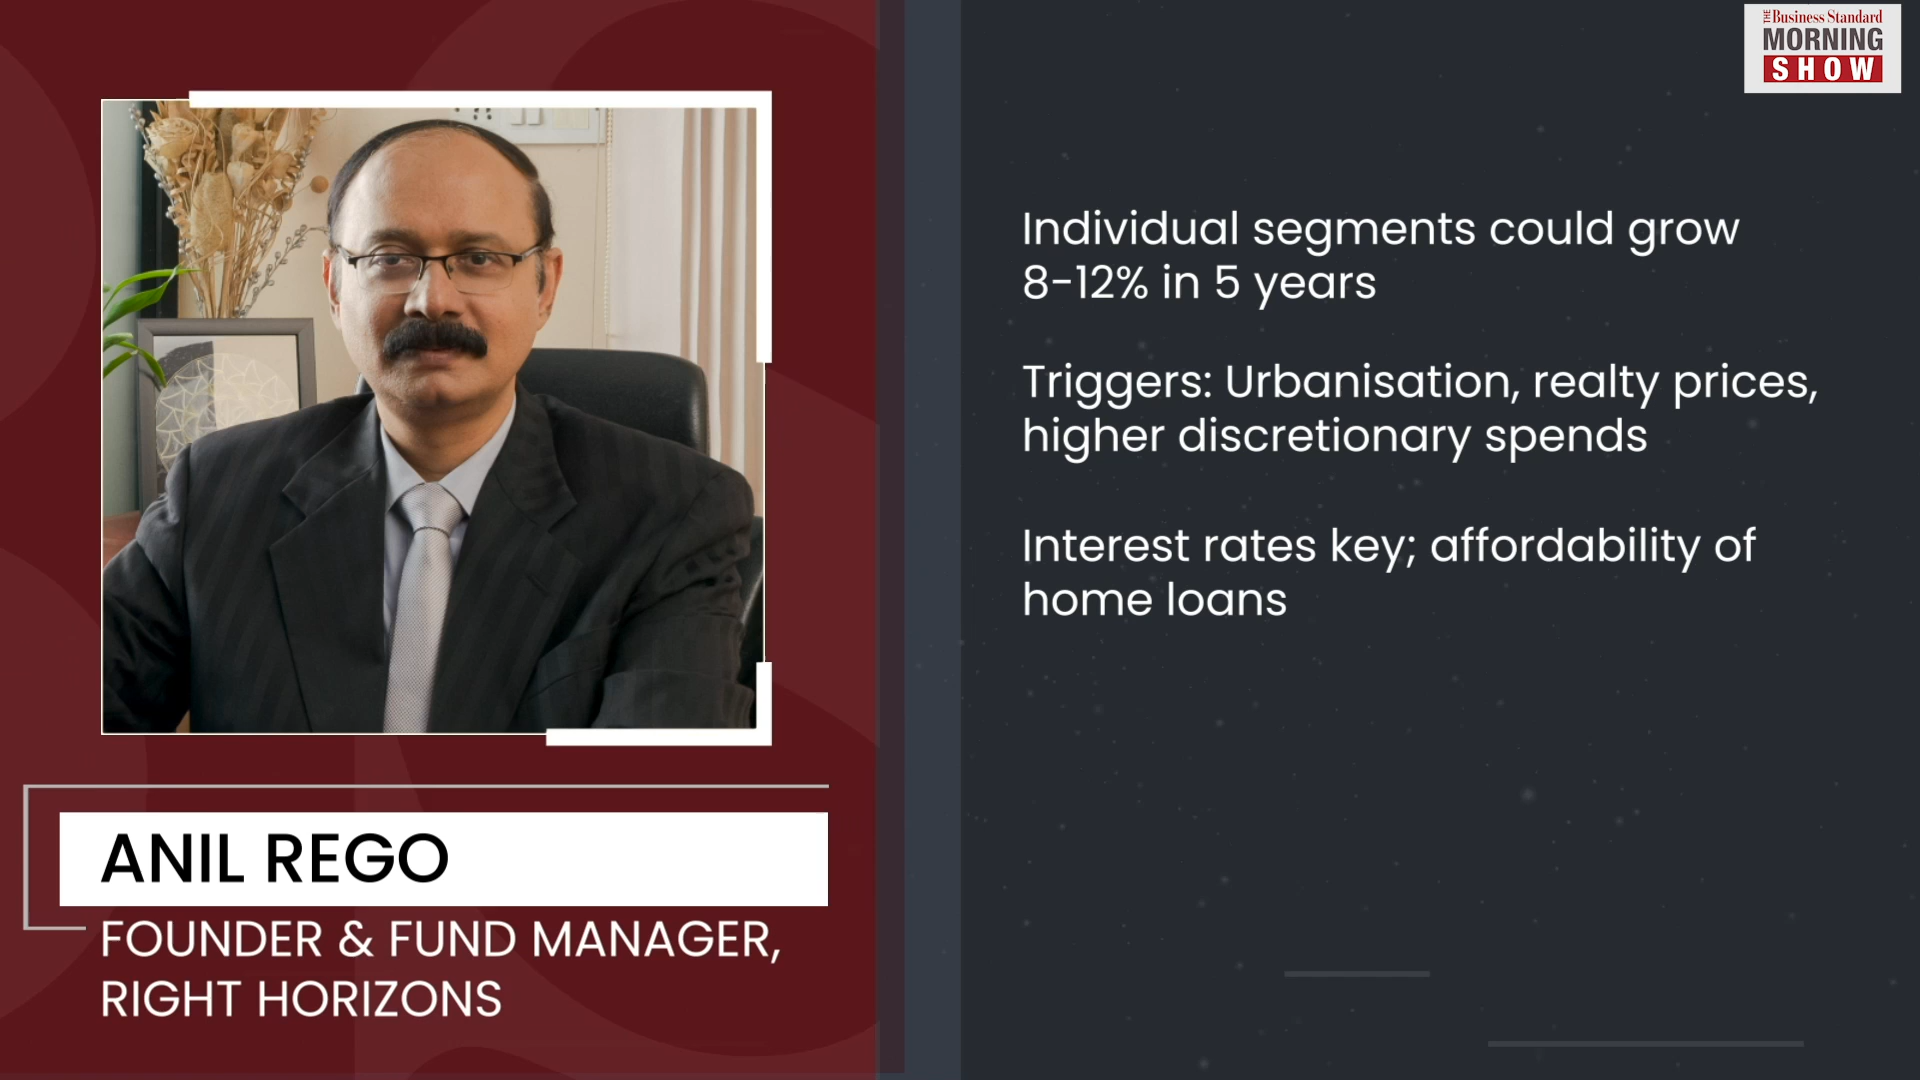 THE Business Standard
MORNING
SHOW
Individual segments could grow
8-12% in 5 years
Triggers: Urbanisation, realty prices,
higher discretionary spends
Interest rates key; affordability of
home loans
ANIL REGO
FOUNDER & FUND MANAGER,
RIGHT HORIZONS